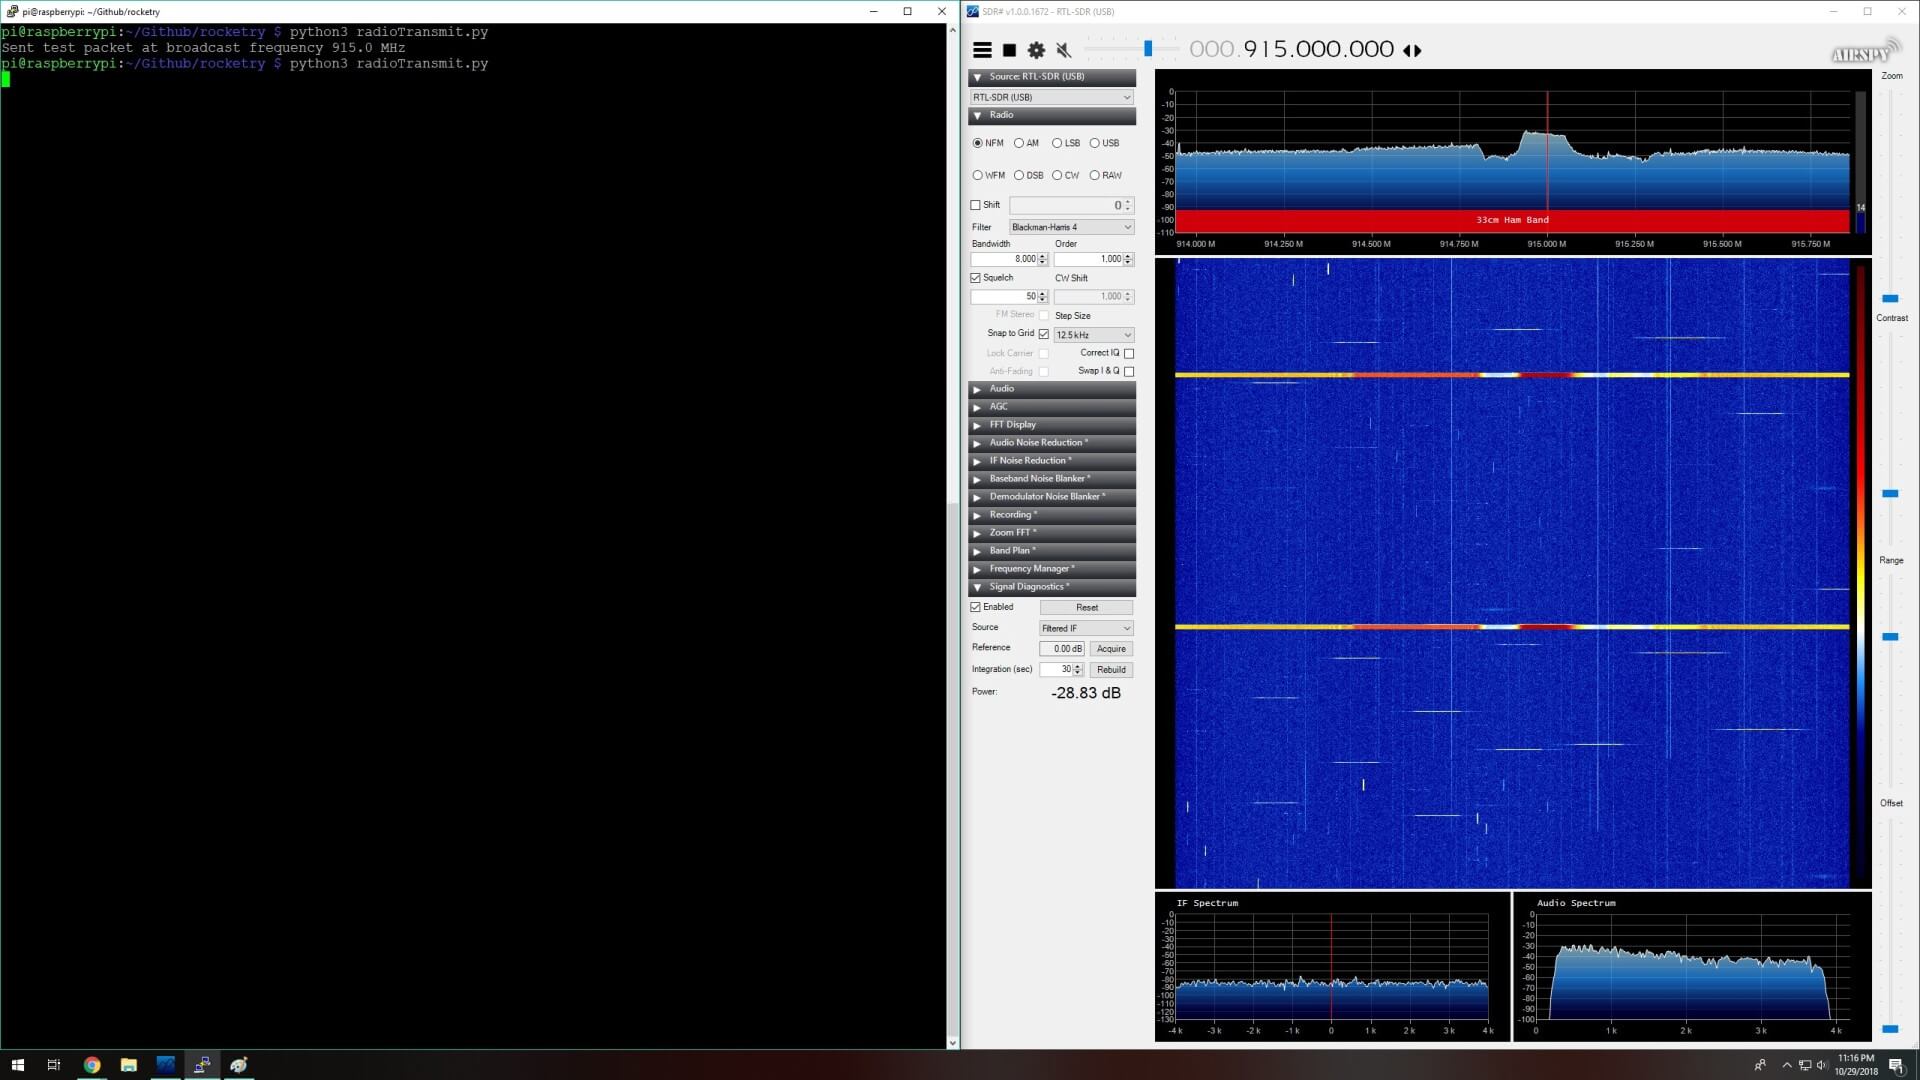 pi@raspberrypi: ~/Github/rocketry
pi@raspberrypi:~/Github/rocketry $ python3 radioTransmit.py
Sent test packet at broadcast frequency 915.0 MHz
pi@raspberrypi:~/Github/rocketry $ python3 radioTransmit.py
SDR# v1.0.0.1672 - RTL-SDR (USB)
000.915.000.000
AIRSPY
Source: RTL-SDR (USB)
RTL-SDR (USB)
Radio
NFM AM LSB USB
WFM DSB CW RAW
Shift 0
Filter Blackman-Harris 4
Bandwidth Order
8,000 1,000
Squelch CW Shift
50 1,000
FM Stereo Step Size
Snap to Grid 12.5 kHz
Lock Carrier Correct IQ
Anti-Fading Swap I & Q
Audio
AGC
FFT Display
Audio Noise Reduction *
IF Noise Reduction *
Baseband Noise Blanker *
Demodulator Noise Blanker *
Recording *
Zoom FFT *
Band Plan *
Frequency Manager *
Signal Diagnostics *
Enabled Reset
Source Filtered IF
Reference 0.00 dB Acquire
Integration (sec) 30 Rebuild
Power: -28.83 dB
0
-10
-20
-30
-40
-50
-60
-70
-80
-90
-100
-110
33cm Ham Band
14
914.000 M 914.250 M 914.500 M 914.750 M 915.000 M 915.250 M 915.500 M 915.750 M
Zoom
Contrast
Range
Offset
IF Spectrum
0
-10
-20
-30
-40
-50
-60
-70
-80
-90
-100
-110
-120
-130
-4 k -3 k -2 k -1 k 0 1 k 2 k 3 k 4 k
Audio Spectrum
0
-10
-20
-30
-40
-50
-60
-70
-80
-90
-100
0 1 k 2 k 3 k 4 k
11:16 PM
10/29/2018
1